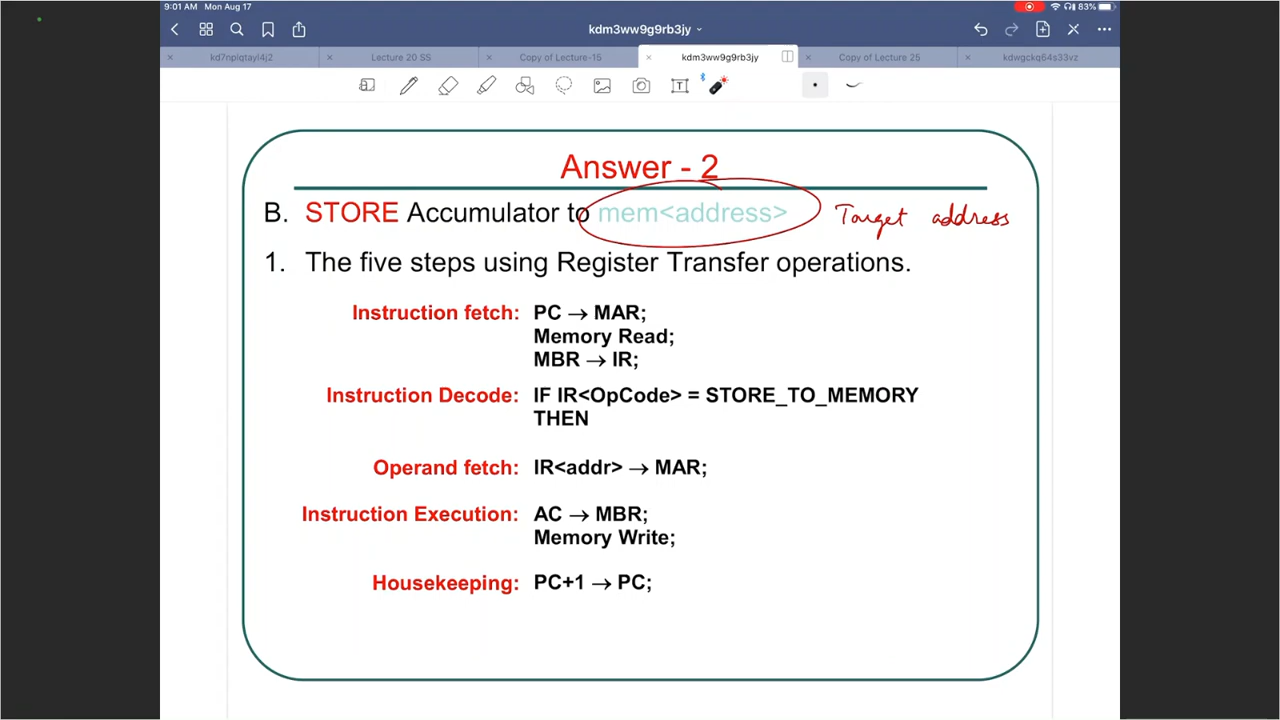 9:01 AM Mon Aug 17
83%
kdm3ww9g9rb3jy
kd7nplqtayl4j2
Lecture 20 SS
Copy of Lecture-15
kdm3ww9g9rb3jy
Copy of Lecture 25
kdwgckq64s33vz
Answer - 2
B. STORE Accumulator to mem<address> Target address
1. The five steps using Register Transfer operations.
Instruction fetch: PC → MAR;
Memory Read;
MBR → IR;
Instruction Decode: IF IR<OpCode> = STORE_TO_MEMORY
THEN
Operand fetch: IR<addr> → MAR;
Instruction Execution: AC → MBR;
Memory Write;
Housekeeping: PC+1 → PC;